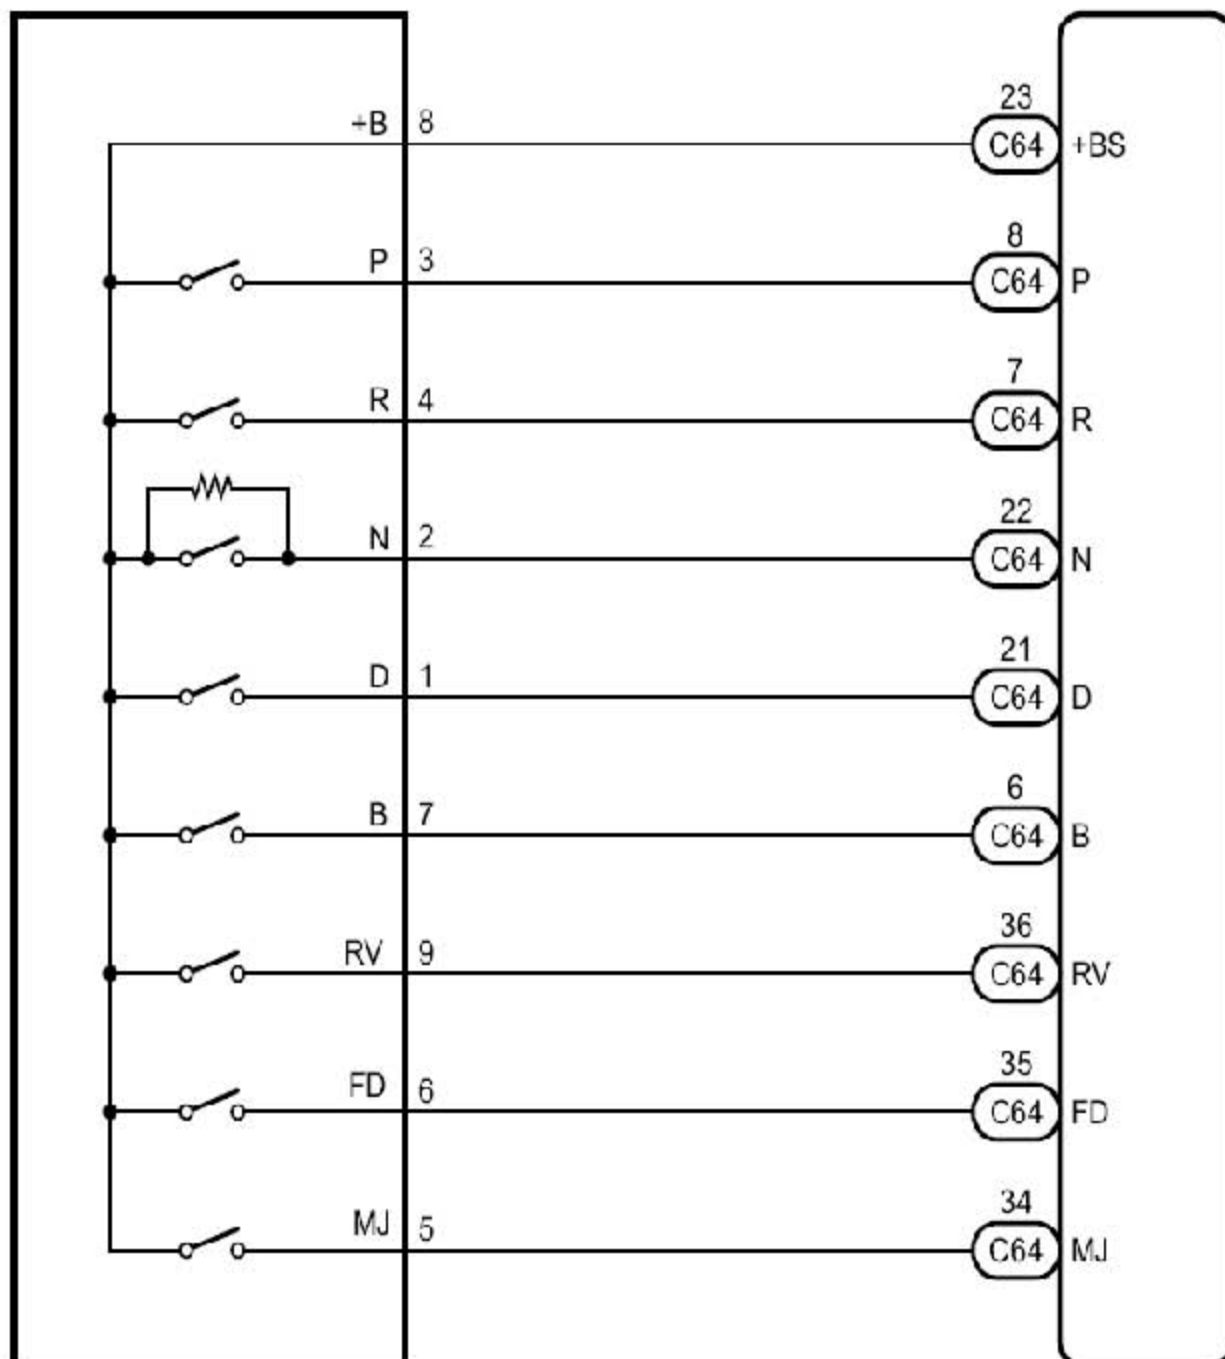 23
+B 8 C64 +BS
8
P 3 C64 P
7
R 4 C64 R
22
N 2 C64 N
21
D 1 C64 D
6
B 7 C64 B
36
RV 9 C64 RV
35
FD 6 C64 FD
34
MJ 5 C64 MJ